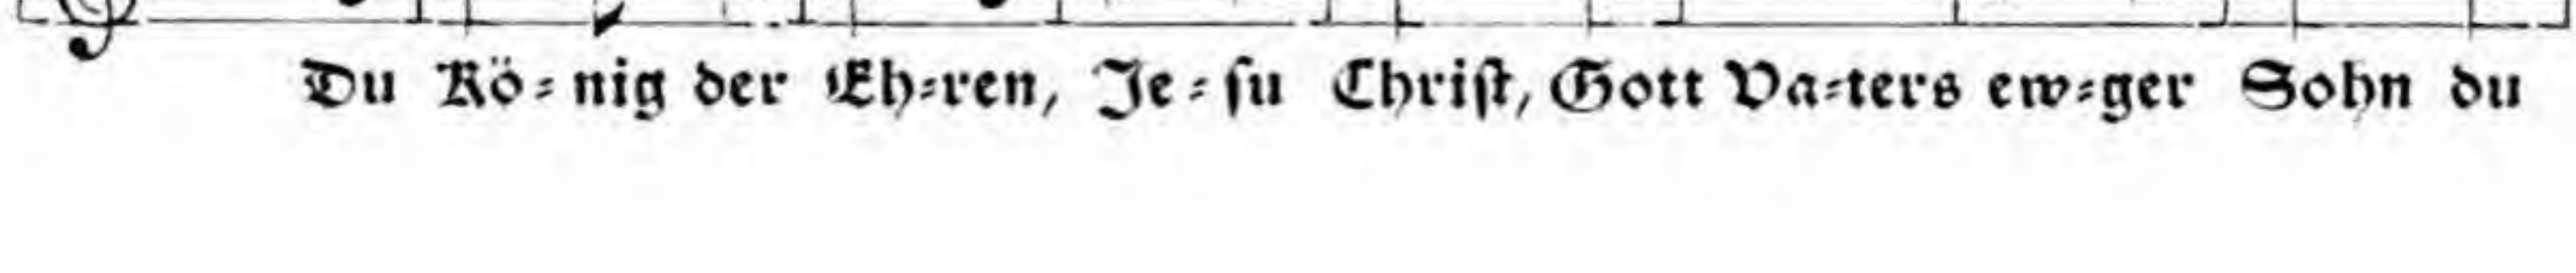 Du Kö⸗nig der Eh⸗ren, Je⸗ſu Chriſt, Gott Va⸗ters ew⸗ger Sohn du